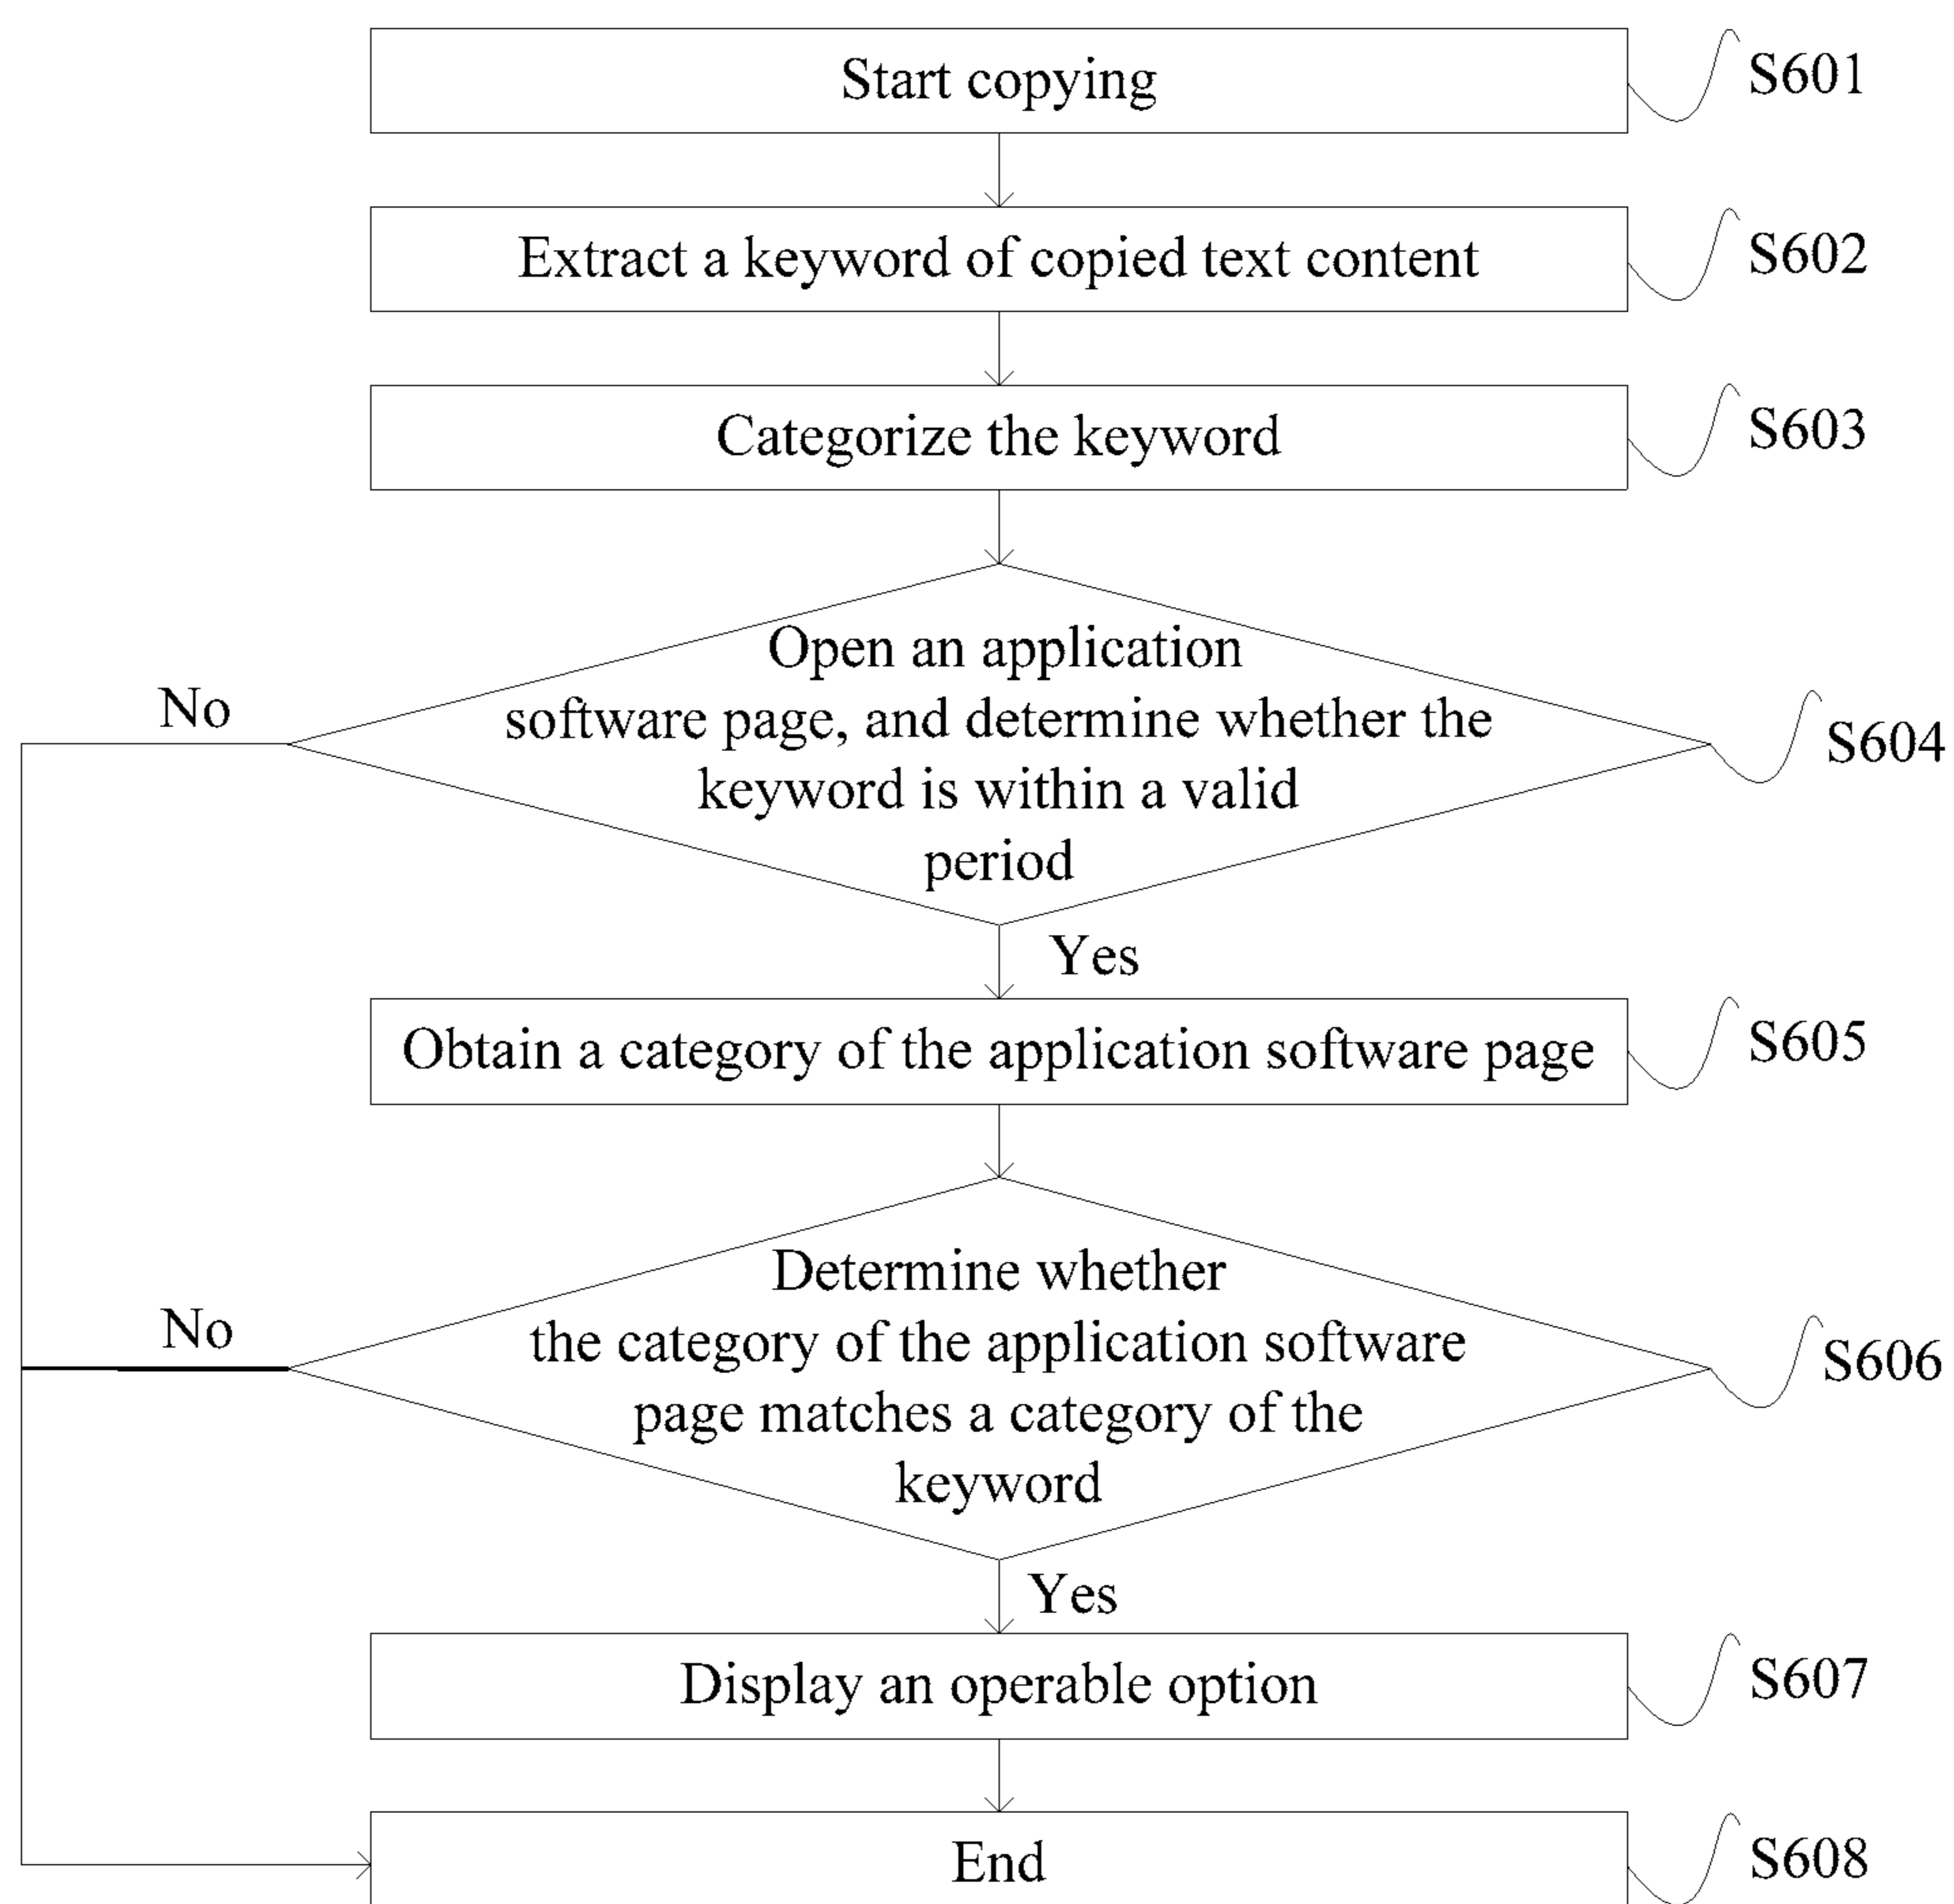 Start copying
S601
Extract a keyword of copied text content
S602
Categorize the keyword
S603
Open an application
software page, and determine whether the
keyword is within a valid
period
No
S604
Yes
Obtain a category of the application software page
S605
Determine whether
the category of the application software
page matches a category of the
keyword
No
S606
Yes
Display an operable option
S607
End
S608